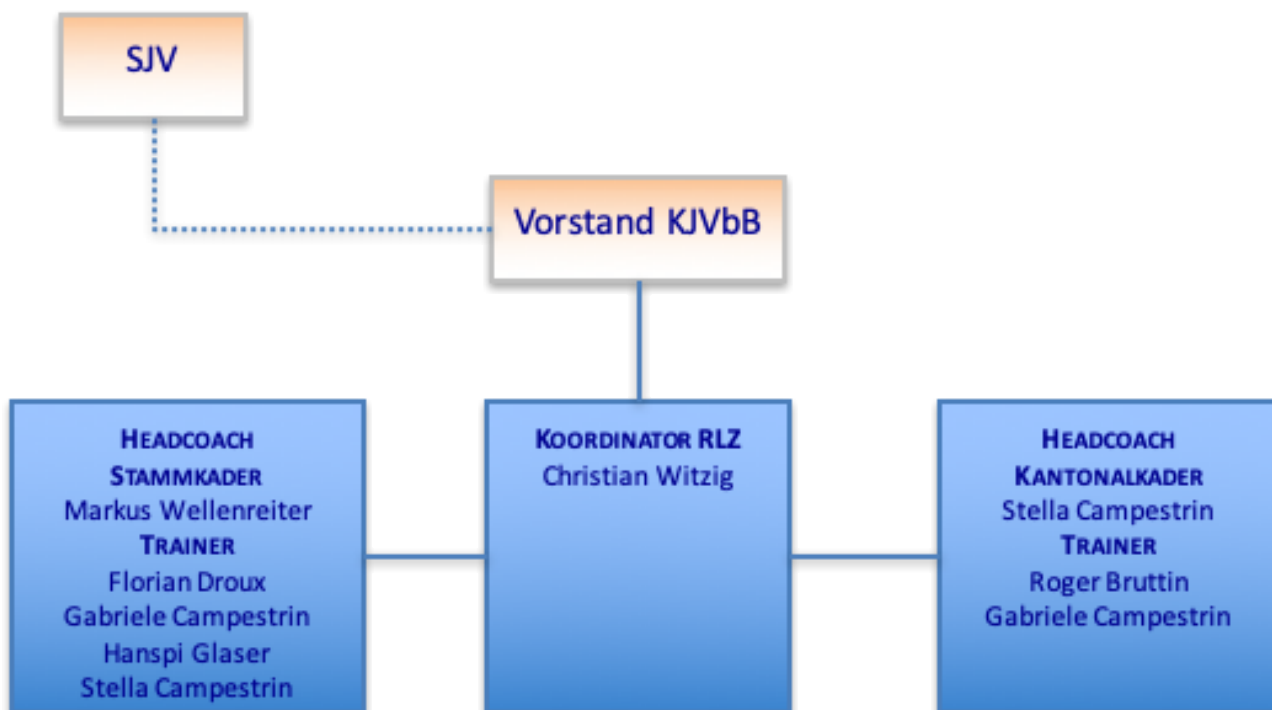 SJV
Vorstand KJVbB
HEADCOACH
STAMMKADER
Markus Wellenreiter
TRAINER
Florian Droux
Gabriele Campestrin
Hanspi Glaser
Stella Campestrin
KOORDINATOR RLZ
Christian Witzig
HEADCOACH
KANTONALKADER
Stella Campestrin
TRAINER
Roger Bruttin
Gabriele Campestrin